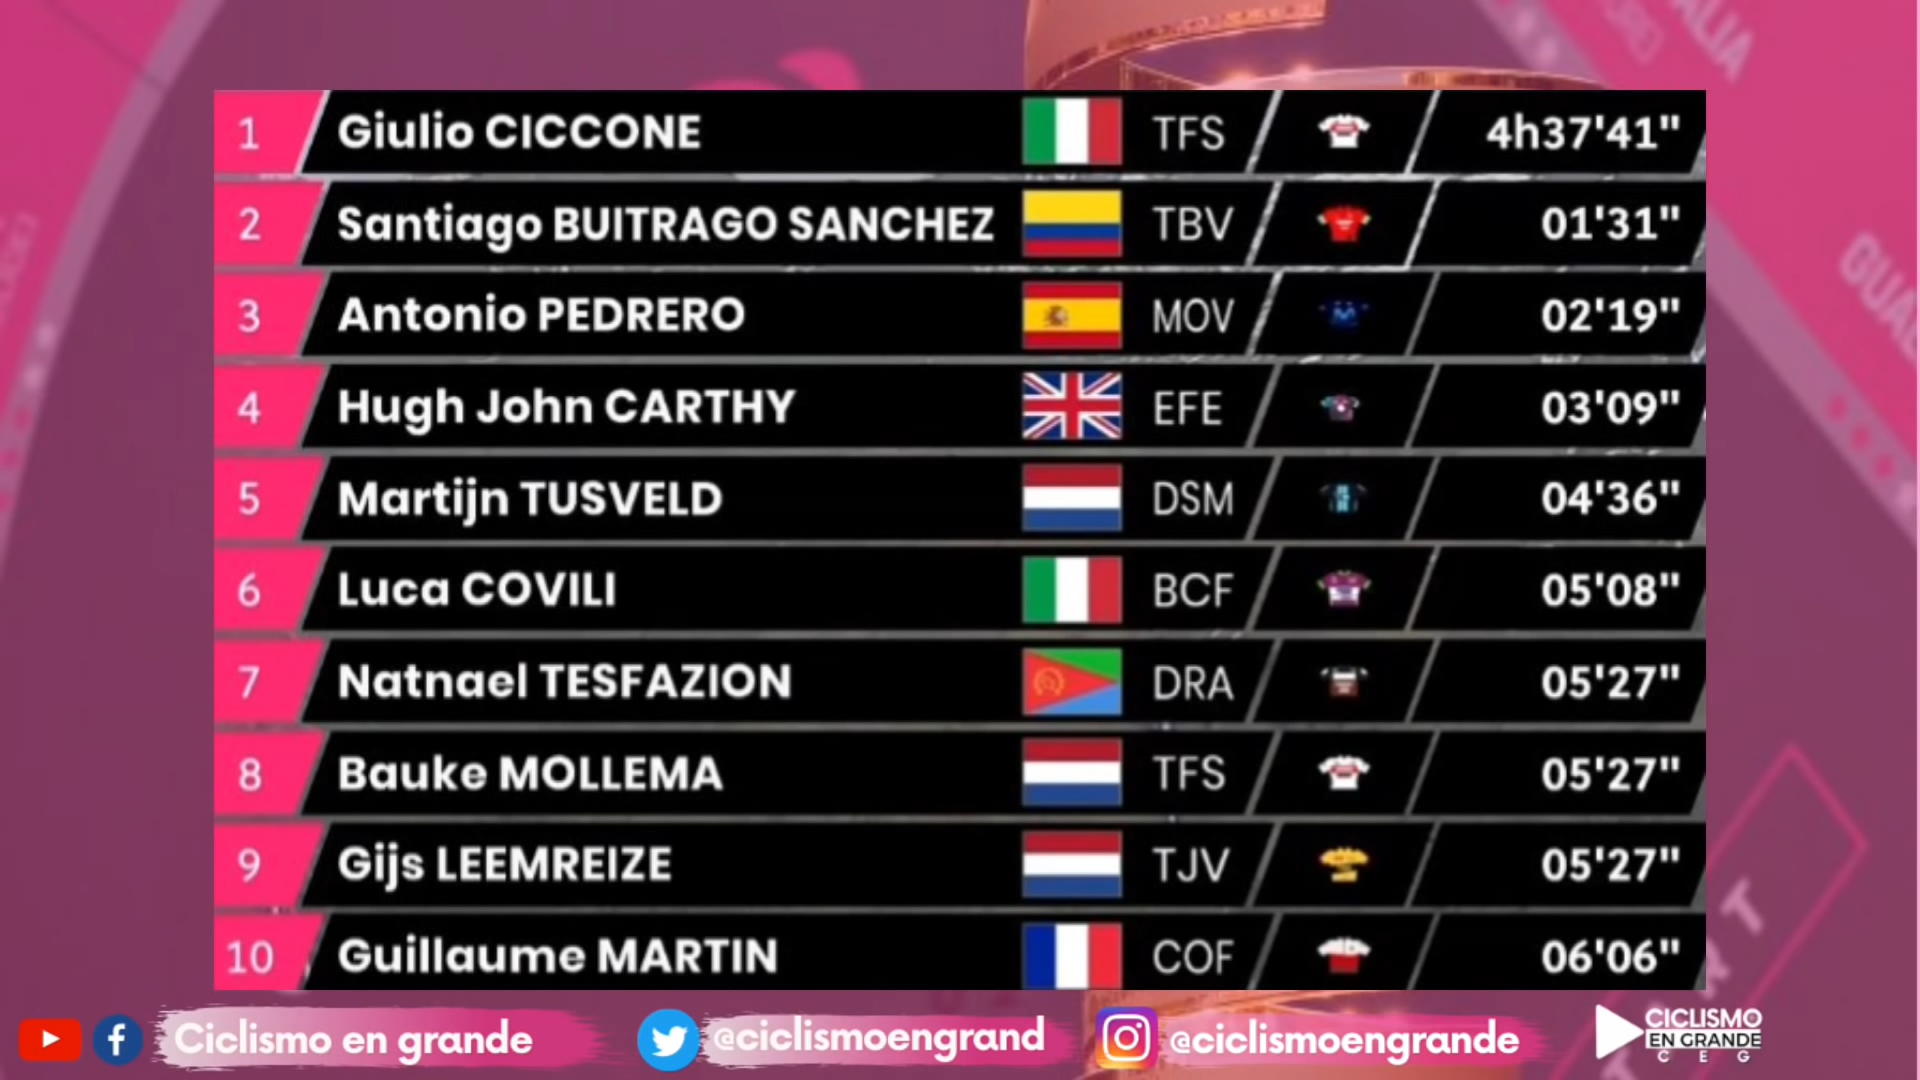 1 Giulio CICCONE TFS 4h37'41"
2 Santiago BUITRAGO SANCHEZ TBV 01'31"
3 Antonio PEDRERO MOV 02'19"
4 Hugh John CARTHY EFE 03'09"
5 Martijn TUSVELD DSM 04'36"
6 Luca COVILI BCF 05'08"
7 Natnael TESFAZION DRA 05'27"
8 Bauke MOLLEMA TFS 05'27"
9 Gijs LEEMREIZE TJV 05'27"
10 Guillaume MARTIN COF 06'06"
Ciclismo en grande @ciclismoengrand @ciclismoengrande
CICLISMO
EN GRANDE
C E G